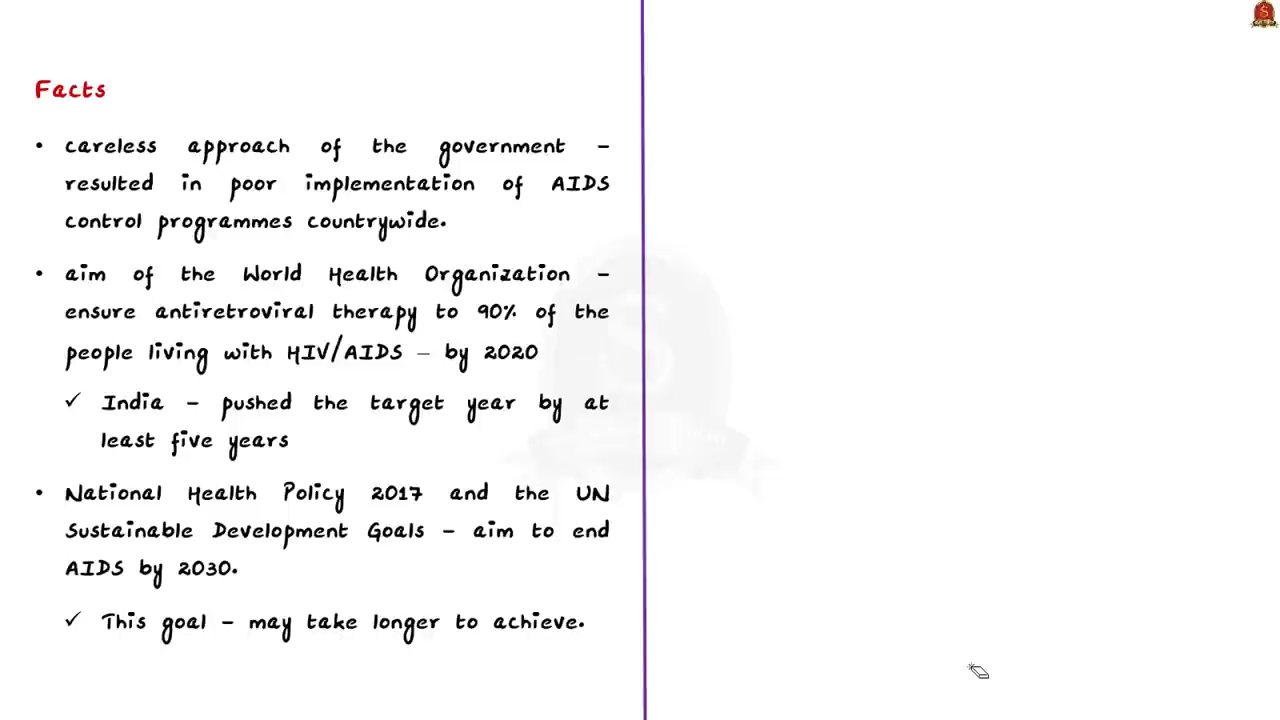 Facts
• careless approach of the government –
resulted in poor implementation of AIDS
control programmes countrywide.
• aim of the World Health Organization –
ensure antiretroviral therapy to 90% of the
people living with HIV/AIDS – by 2020
✓ India – pushed the target year by at
least five years
• National Health Policy 2017 and the UN
Sustainable Development Goals – aim to end
AIDS by 2030.
✓ This goal – may take longer to achieve.